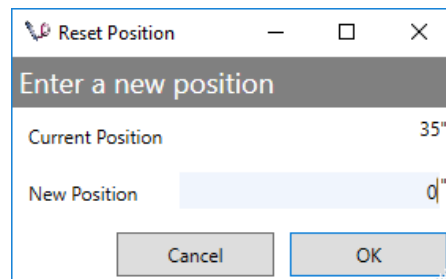 Reset Position
Enter a new position
Current Position 35"
New Position 0"
Cancel OK